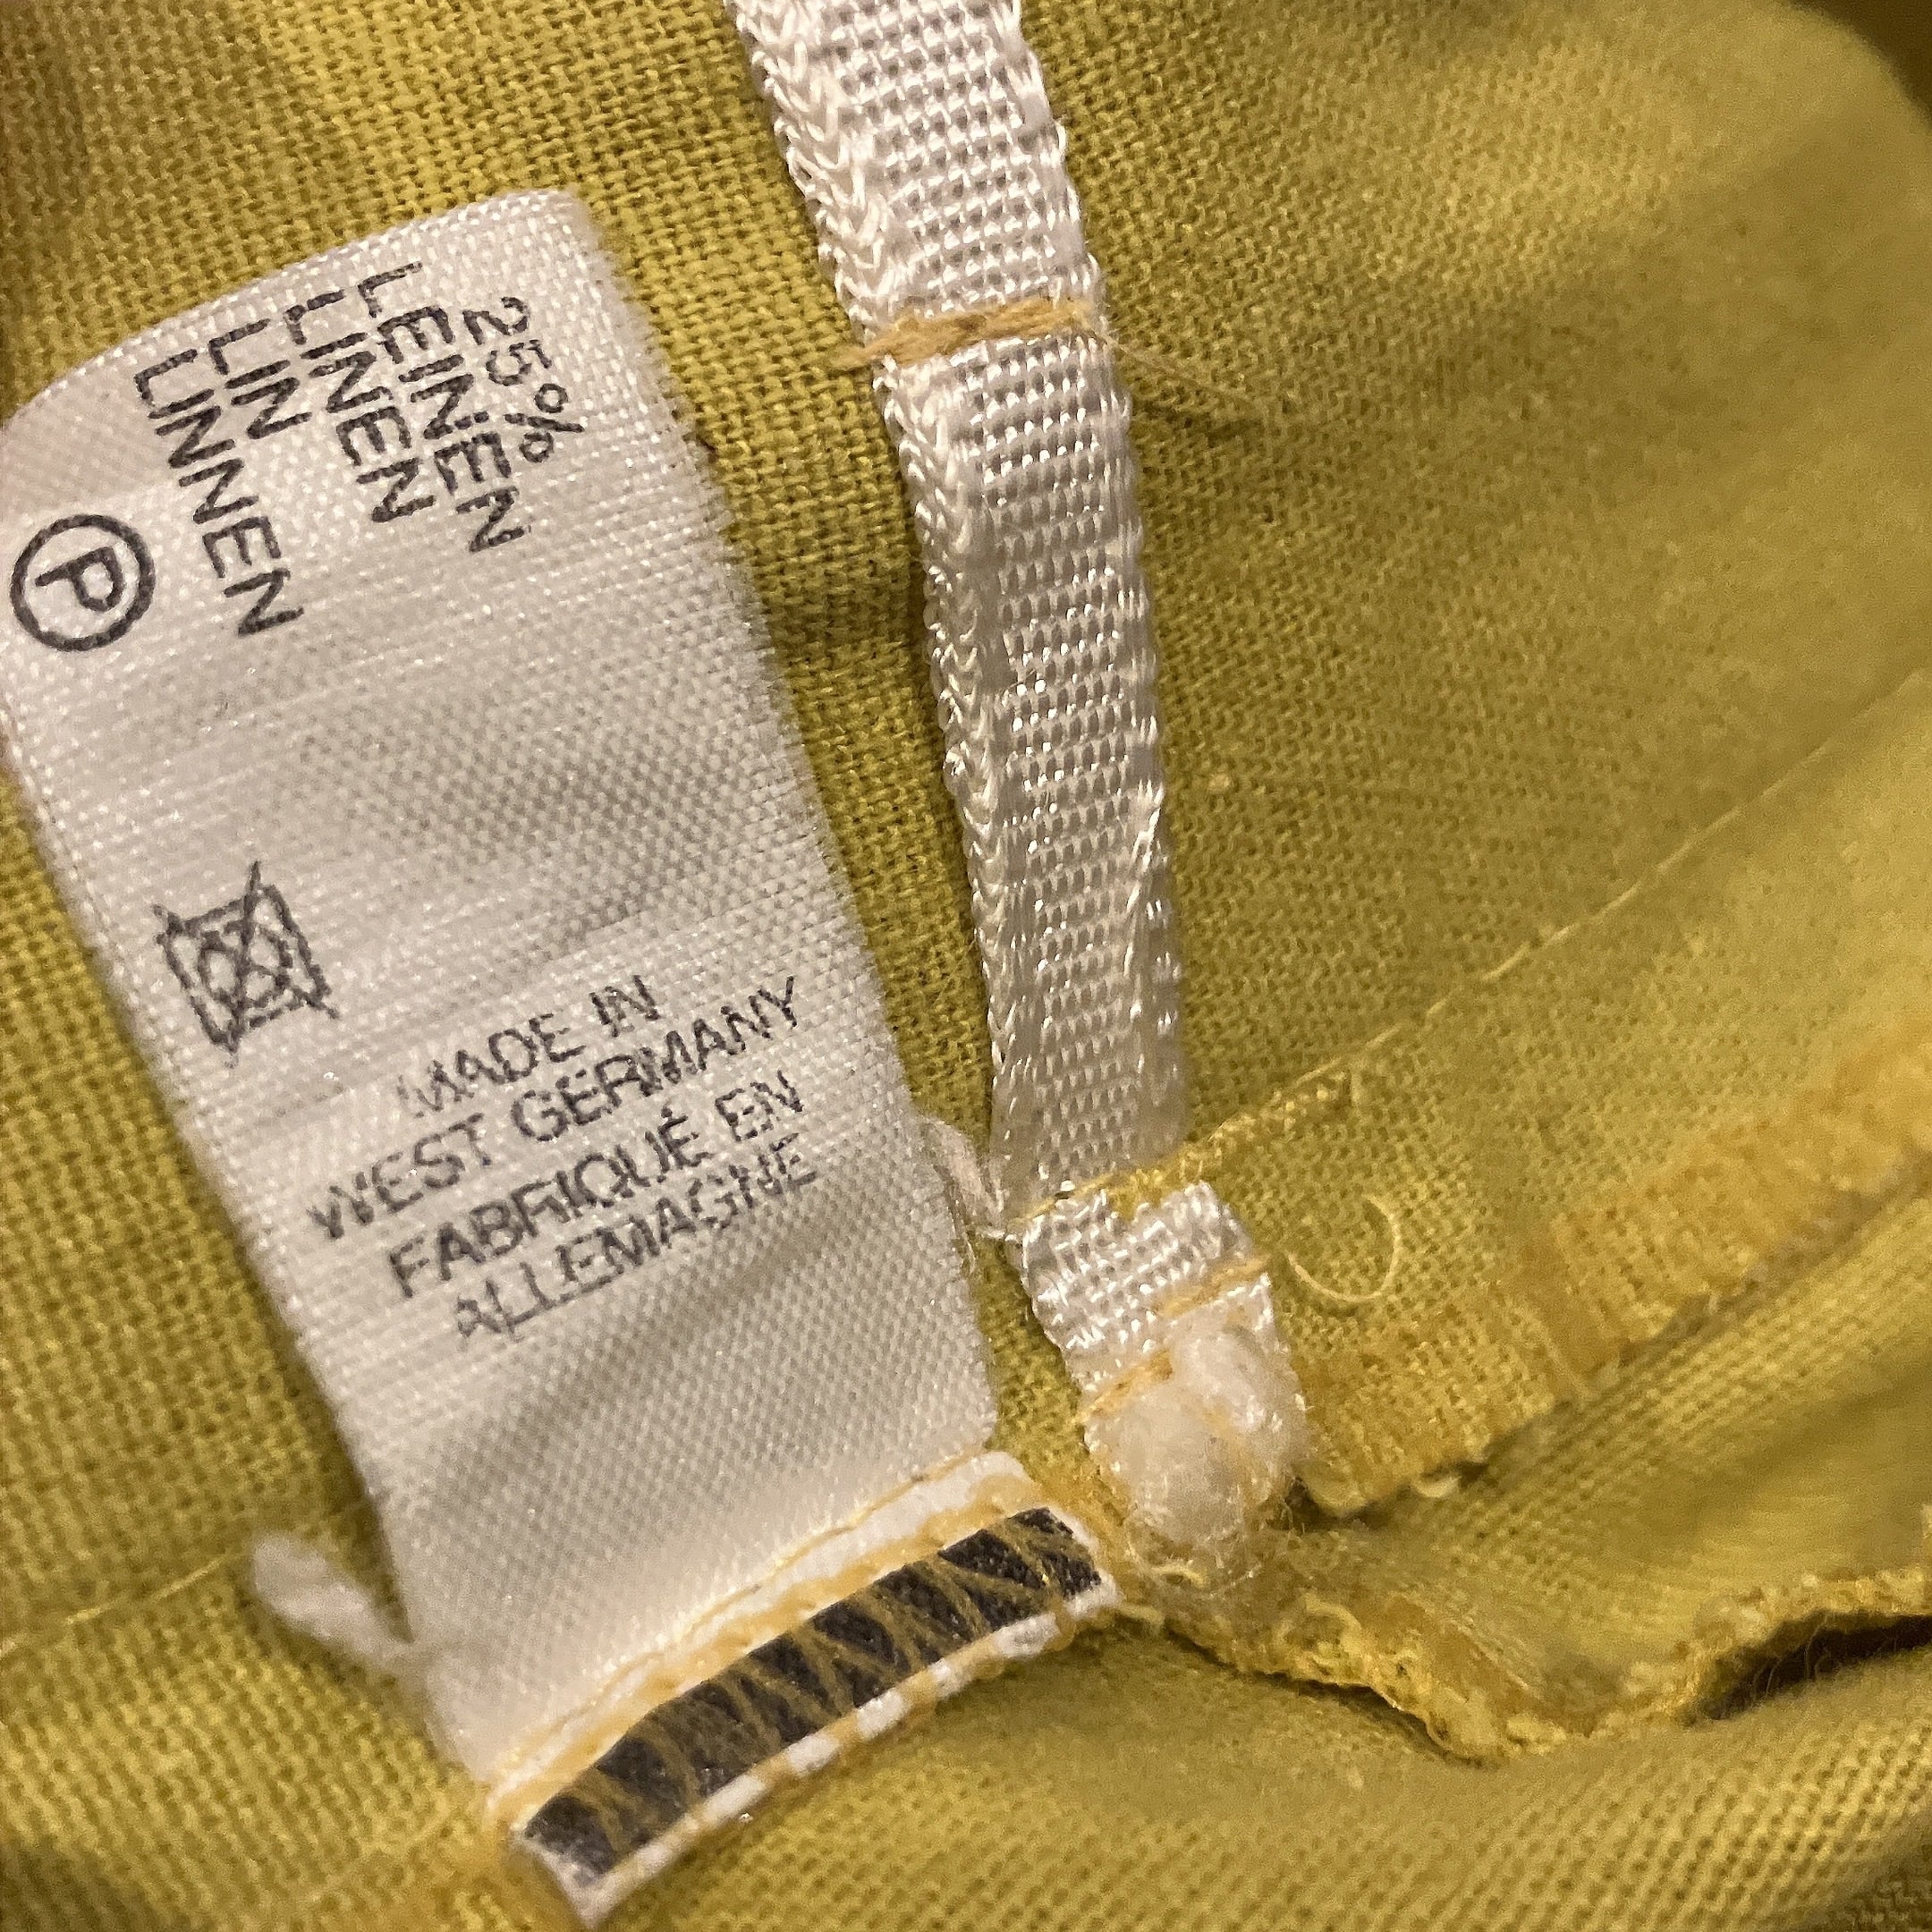 25%
LEINEN
LINEN
LIN
LINNEN
P
MADE IN
WEST GERMANY
FABRIQUÉ EN
ALLEMAGNE